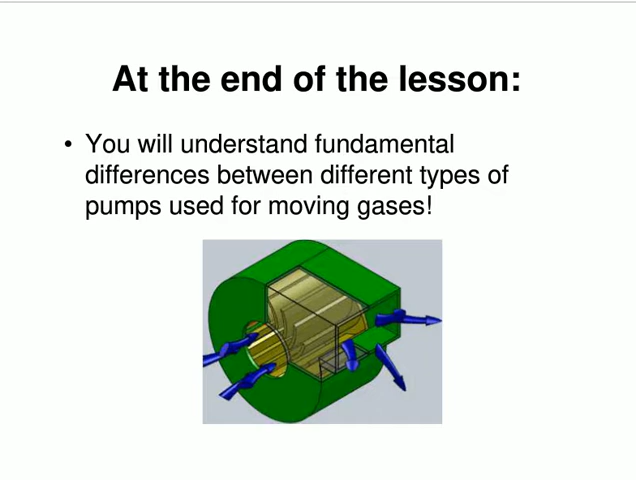 At the end of the lesson:
• You will understand fundamental
differences between different types of
pumps used for moving gases!